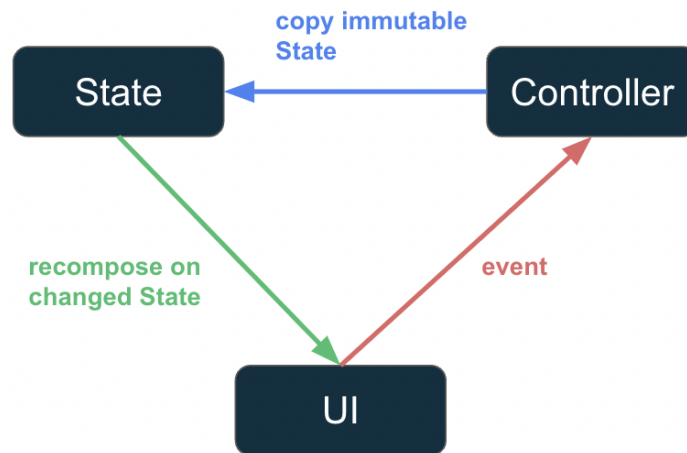 copy immutable
State
State
Controller
recompose on
changed State
event
UI